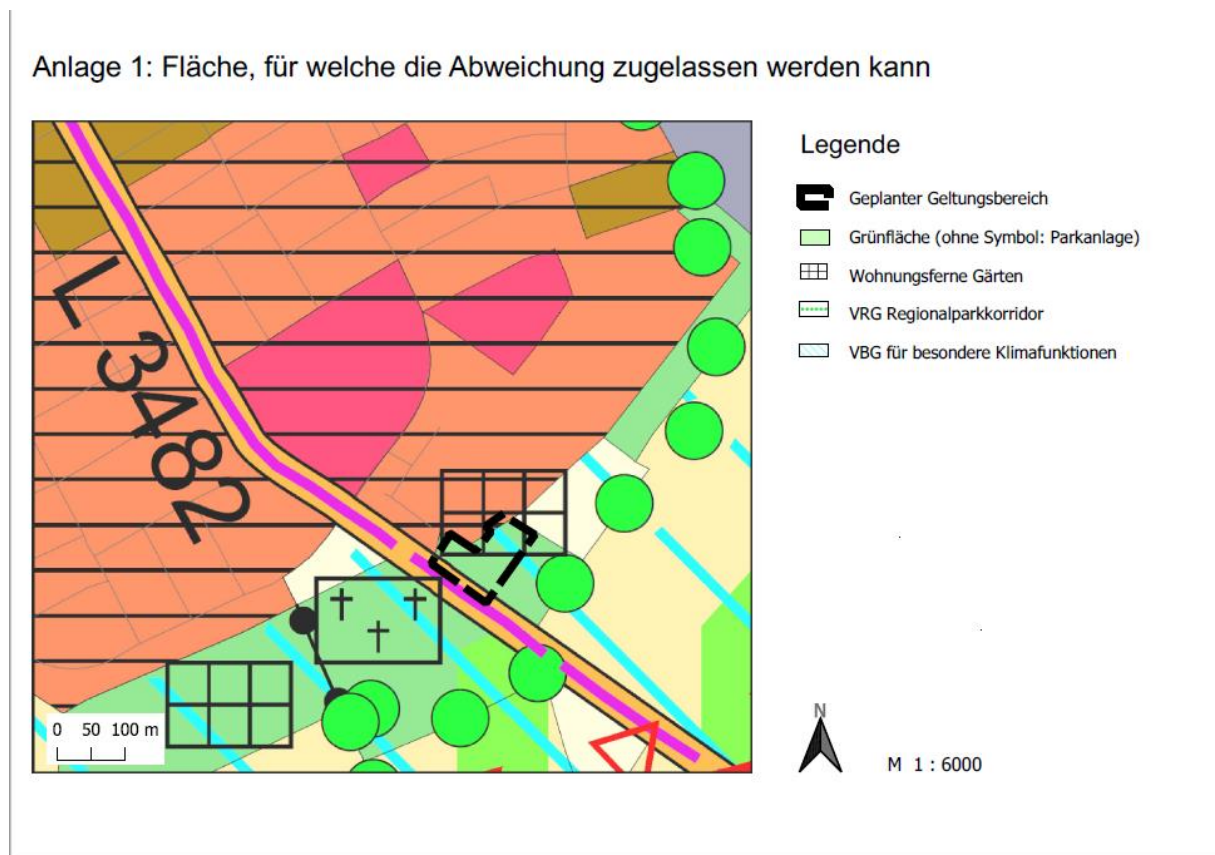 Anlage 1: Fläche, für welche die Abweichung zugelassen werden kann
L 3482
0 50 100 m
Legende
Geplanter Geltungsbereich
Grünfläche (ohne Symbol: Parkanlage)
Wohnungsferne Gärten
VRG Regionalparkkorridor
VBG für besondere Klimafunktionen
N
M 1 : 6000